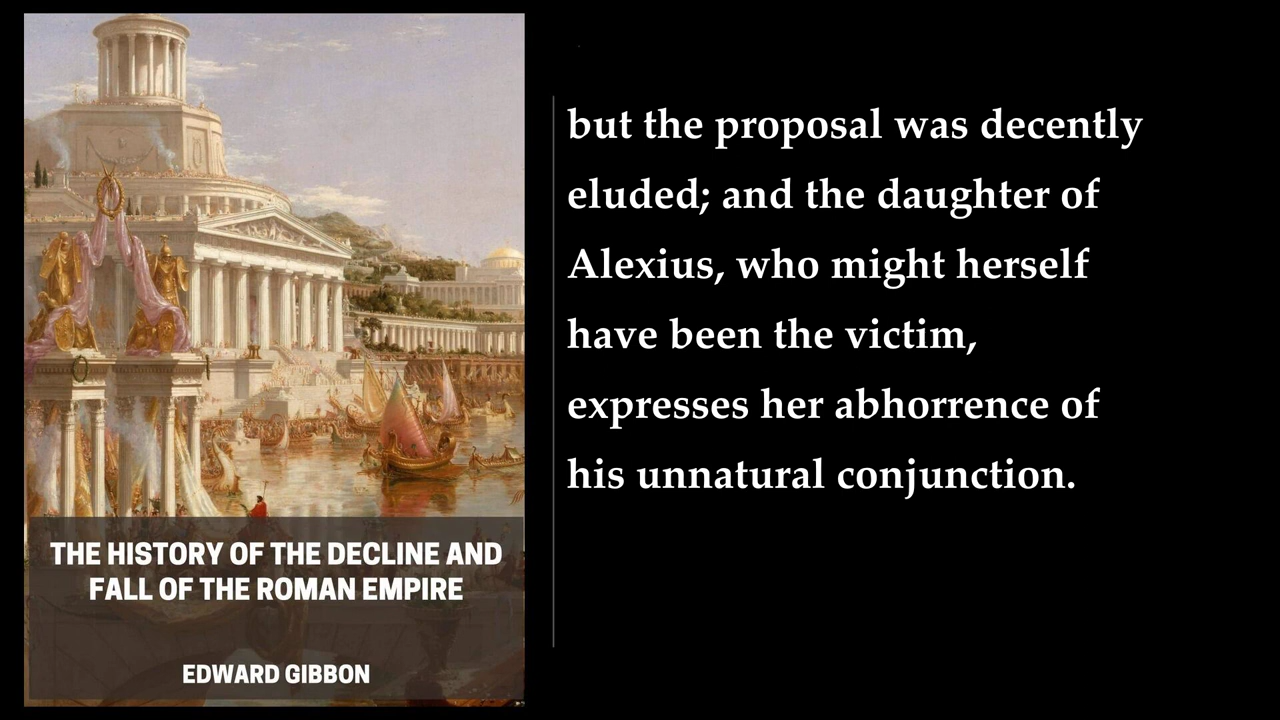 but the proposal was decently
eluded; and the daughter of
Alexius, who might herself
have been the victim,
expresses her abhorrence of
his unnatural conjunction.
THE HISTORY OF THE DECLINE AND
FALL OF THE ROMAN EMPIRE
EDWARD GIBBON